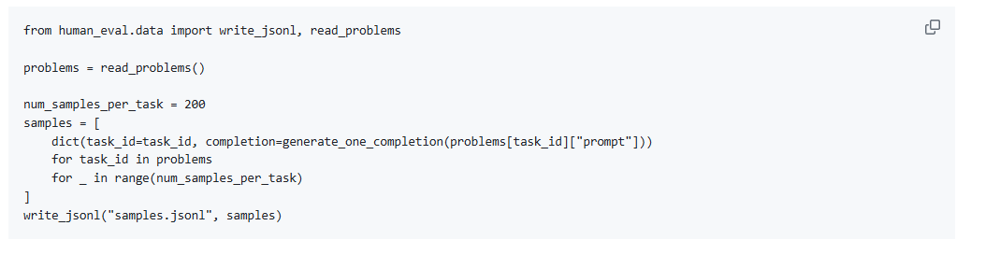 from human_eval.data import write_jsonl, read_problems
problems = read_problems()
num_samples_per_task = 200
samples = [
    dict(task_id=task_id, completion=generate_one_completion(problems[task_id]["prompt"]))
    for task_id in problems
    for _ in range(num_samples_per_task)
]
write_jsonl("samples.jsonl", samples)